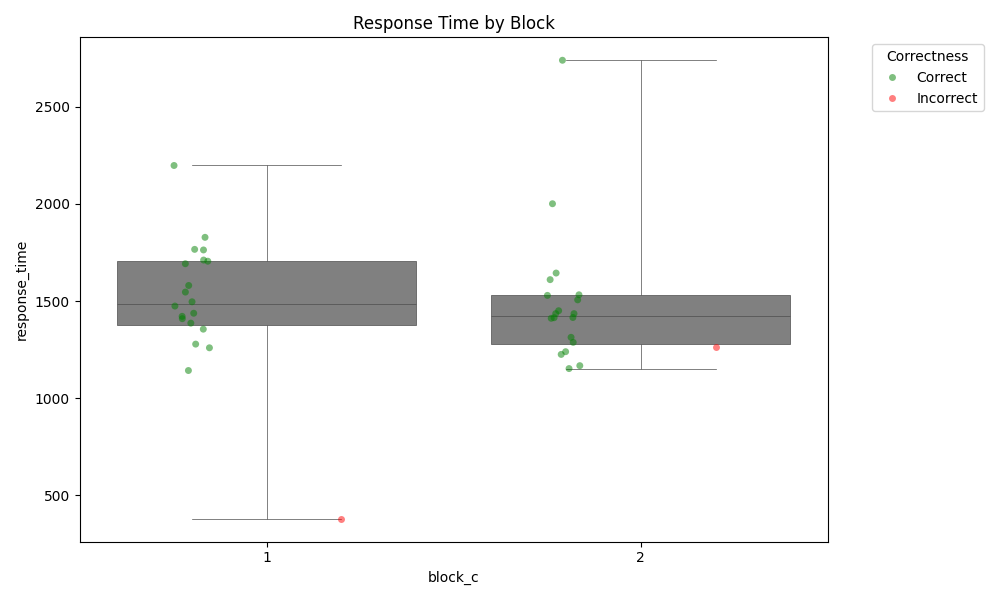 Response Time by Block
Correctness
Correct
Incorrect
2500
2000
1500
1000
500
response_time
1
2
block_c